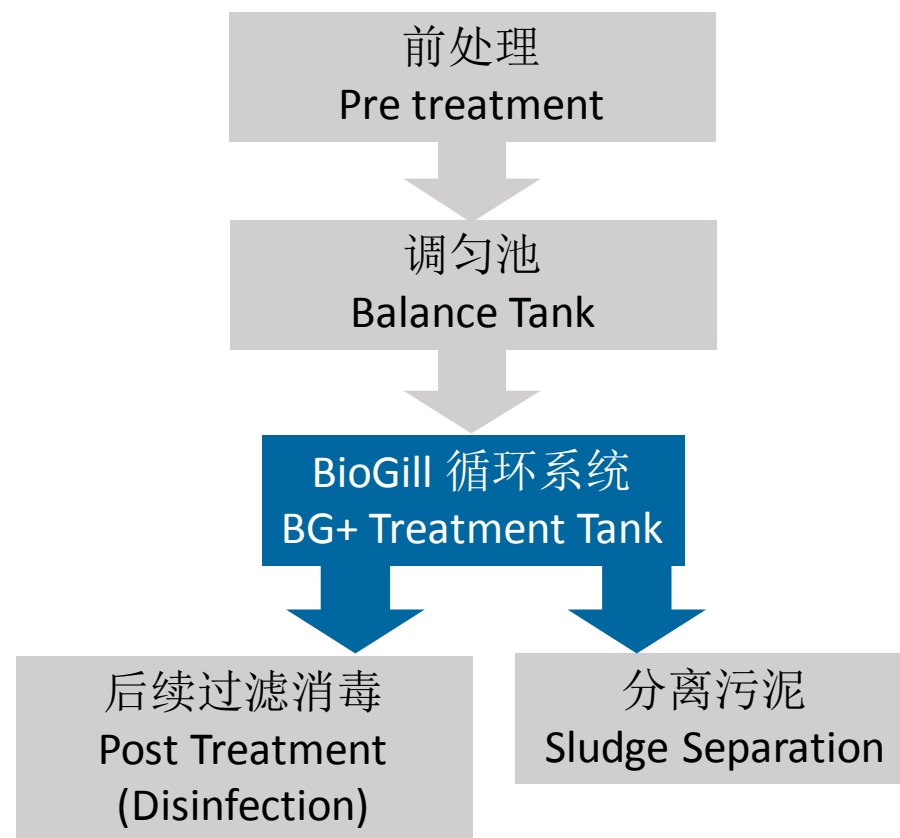 前处理
Pre treatment
调匀池
Balance Tank
BioGill 循环系统
BG+ Treatment Tank
后续过滤消毒
Post Treatment
(Disinfection)
分离污泥
Sludge Separation